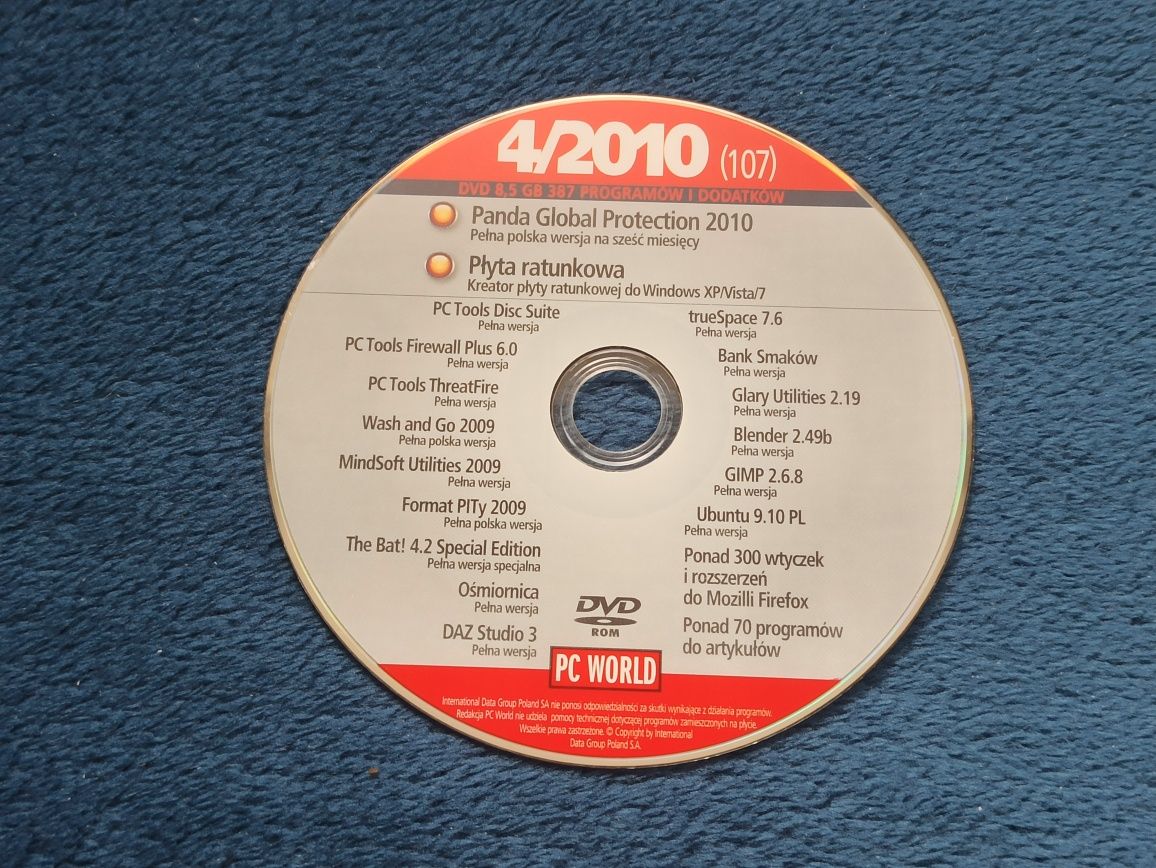 4/2010 (107)
DVD 8,5 GB 387 PROGRAMÓW I DODATKÓW
Panda Global Protection 2010
Pełna polska wersja na sześć miesięcy
Płyta ratunkowa
Kreator płyty ratunkowej do Windows XP/Vista/7
PC Tools Disc Suite
Pełna wersja
PC Tools Firewall Plus 6.0
Pełna wersja
PC Tools ThreatFire
Pełna wersja
Wash and Go 2009
Pełna polska wersja
MindSoft Utilities 2009
Pełna wersja
Format PITy 2009
Pełna polska wersja
The Bat! 4.2 Special Edition
Pełna wersja specjalna
Ośmiornica
Pełna wersja
DAZ Studio 3
Pełna wersja
trueSpace 7.6
Pełna wersja
Bank Smaków
Pełna wersja
Glary Utilities 2.19
Pełna wersja
Blender 2.49b
Pełna wersja
GIMP 2.6.8
Pełna wersja
Ubuntu 9.10 PL
Pełna wersja
Ponad 300 wtyczek
i rozszerzeń
do Mozilli Firefox
Ponad 70 programów
do artykułów
DVD
ROM
PC WORLD
International Data Group Poland SA nie ponosi odpowiedzialności za skutki wynikające z działania programów.
Redakcja PC World nie udziela pomocy technicznej dotyczącej programów zamieszczonych na płycie.
Wszelkie prawa zastrzeżone. © Copyright by International
Data Group Poland S.A.